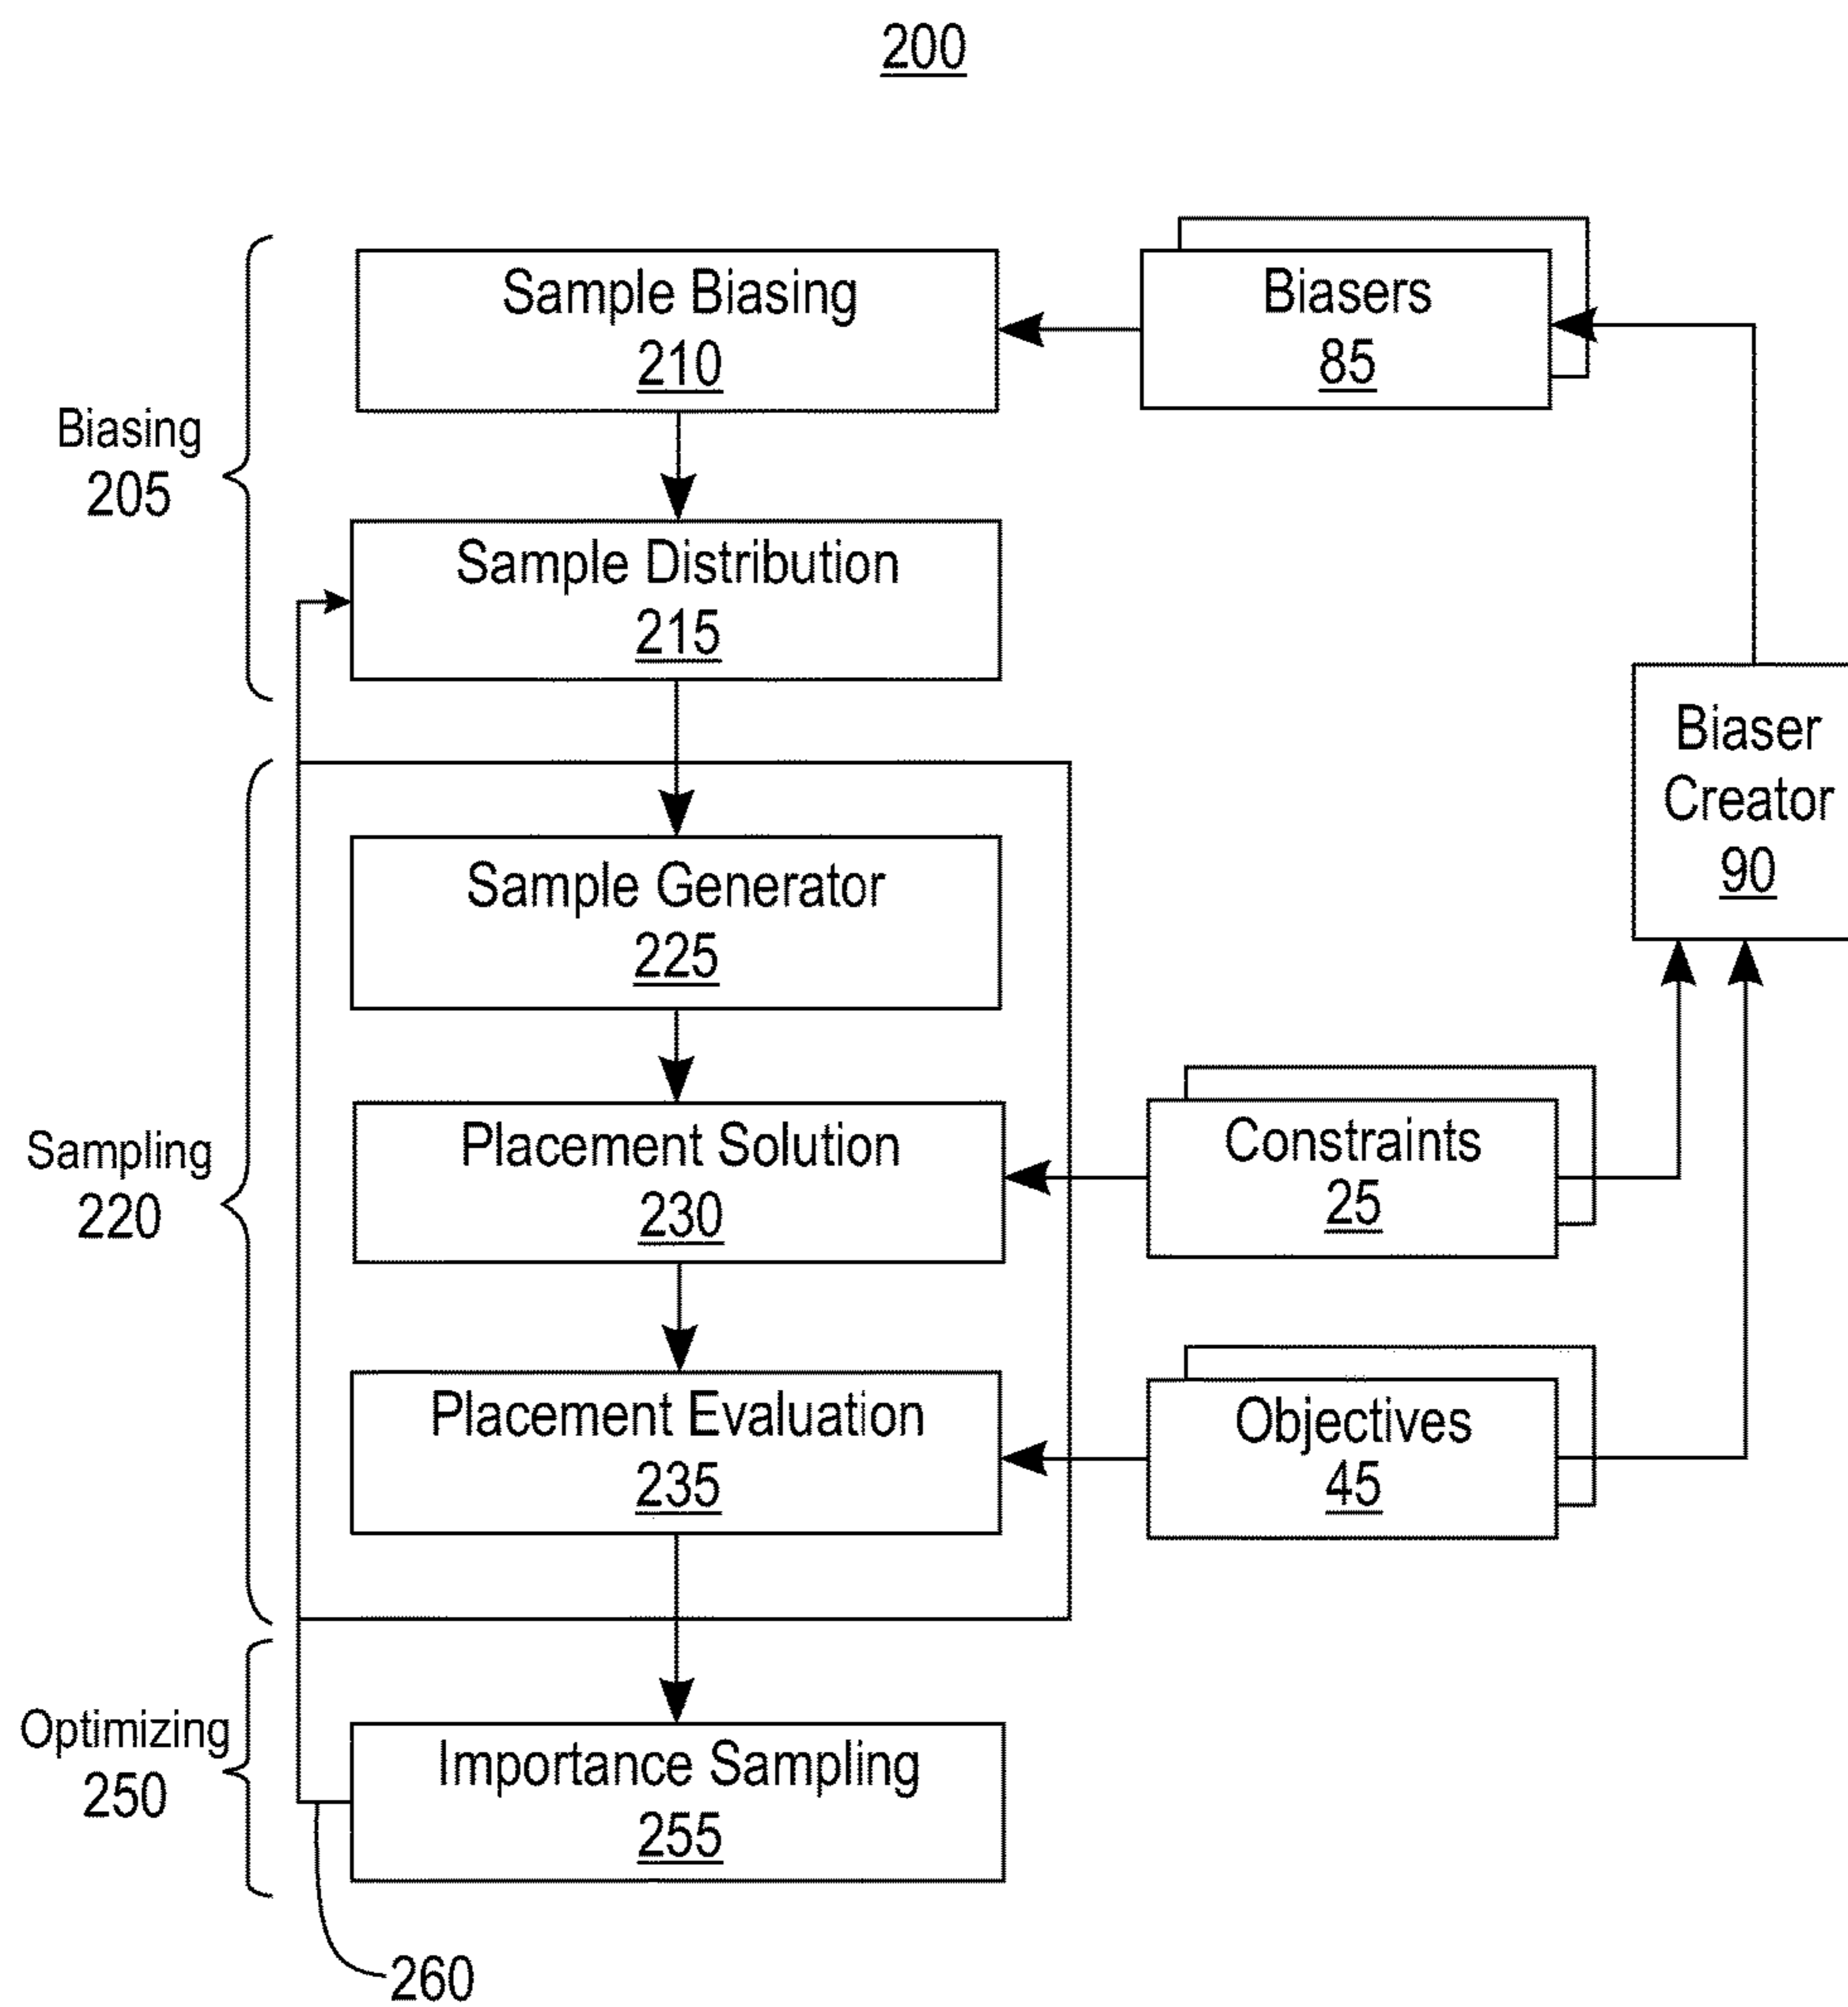 200
Sample Biasing
210
Biasers
85
Biasing
205
Sample Distribution
215
Biaser
Creator
90
Sample Generator
225
Sampling
220
Placement Solution
230
Constraints
25
Placement Evaluation
235
Objectives
45
Optimizing
250
Importance Sampling
255
260